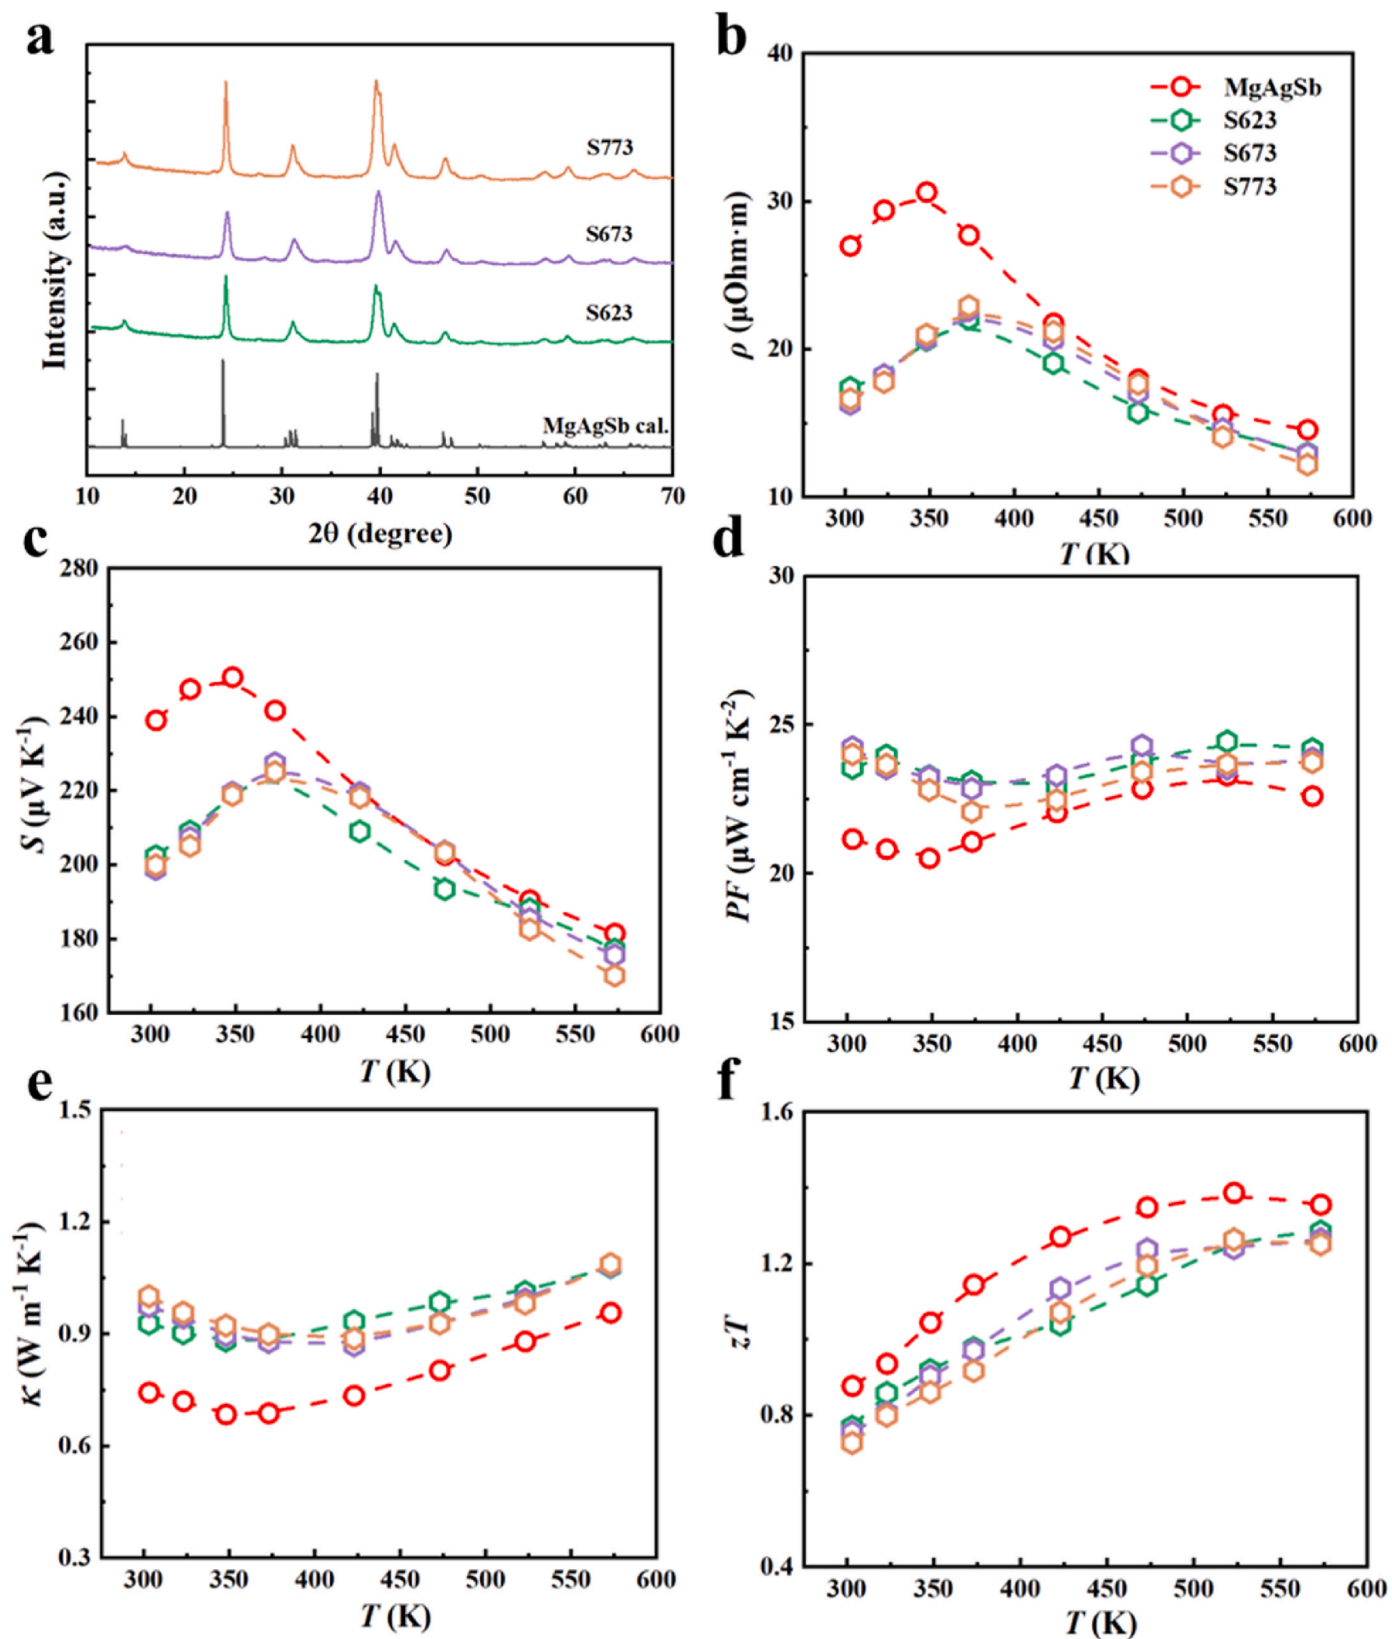 a
Intensity (a.u.)
S773
S673
S623
MgAgSb cal.
10 20 30 40 50 60 70
2θ (degree)
b
ρ (μOhm·m)
40
30
20
10
MgAgSb
S623
S673
S773
300 350 400 450 500 550 600
T (K)
c
S (μV K⁻¹)
280
260
240
220
200
180
160
300 350 400 450 500 550 600
T (K)
d
PF (μW cm⁻¹ K⁻²)
30
25
20
15
300 350 400 450 500 550 600
T (K)
e
κ (W m⁻¹ K⁻¹)
1.5
1.2
0.9
0.6
0.3
300 350 400 450 500 550 600
T (K)
f
zT
1.6
1.2
0.8
0.4
300 350 400 450 500 550 600
T (K)